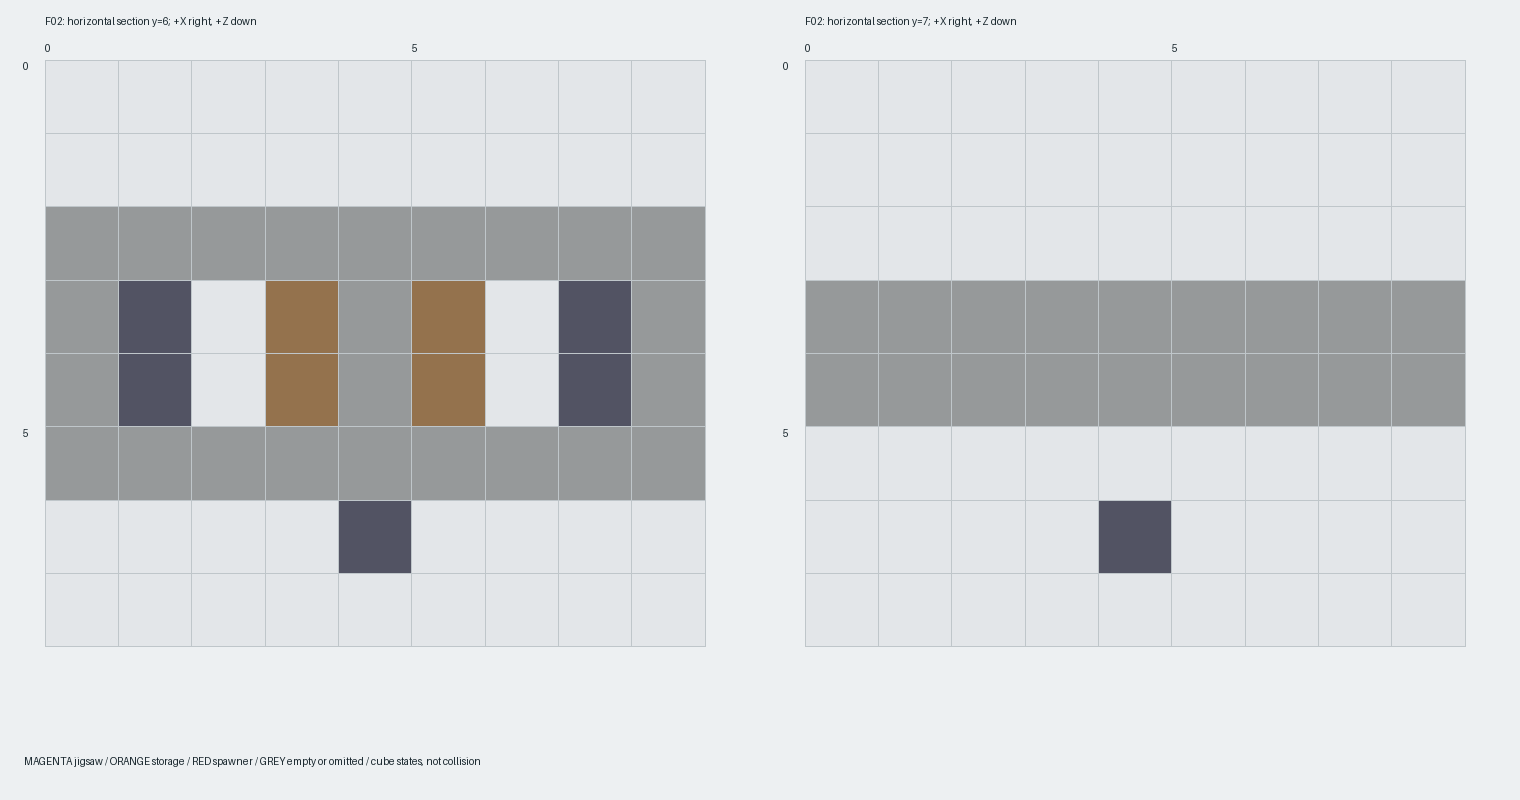 F02: horizontal section y=6; +X right, +Z down
F02: horizontal section y=7; +X right, +Z down
0 5
0 5
0
0
5
5
MAGENTA jigsaw / ORANGE storage / RED spawner / GREY empty or omitted / cube states, not collision